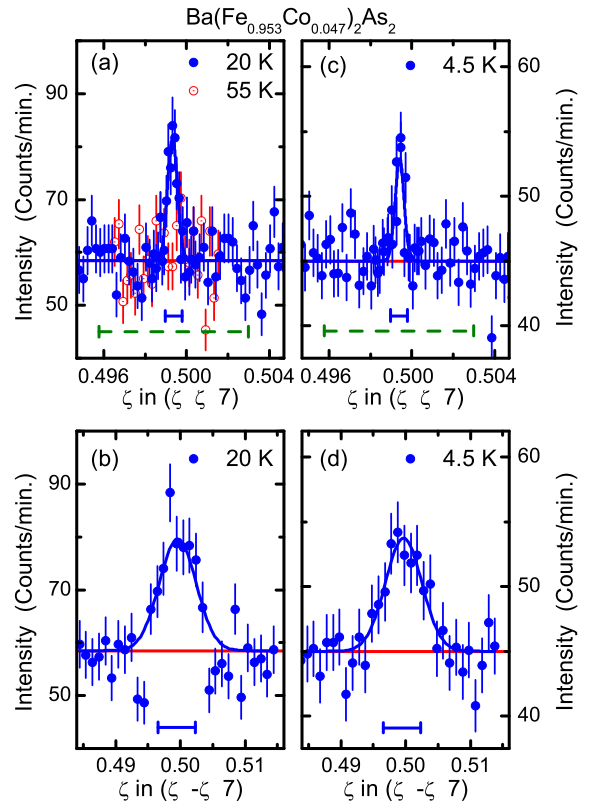 Ba(Fe0.953Co0.047)2As2
(a) 20 K
55 K
90
70
50
Intensity (Counts/min.)
0.496 0.500 0.504
ζ in (ζ ζ 7)
(c) 4.5 K
60
50
40
Intensity (Counts/min.)
0.496 0.500 0.504
ζ in (ζ ζ 7)
(b) 20 K
90
70
50
Intensity (Counts/min.)
0.49 0.50 0.51
ζ in (ζ -ζ 7)
(d) 4.5 K
60
50
40
Intensity (Counts/min.)
0.49 0.50 0.51
ζ in (ζ -ζ 7)